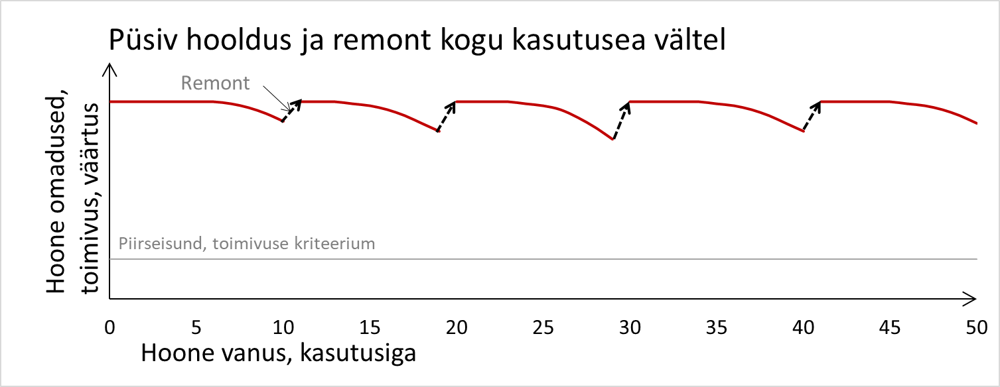 Püsiv hooldus ja remont kogu kasutusea vältel
Remont
Hoone omadused,
toimivus, väärtus
Piirseisund, toimivuse kriteerium
0 5 10 15 20 25 30 35 40 45 50
Hoone vanus, kasutusiga